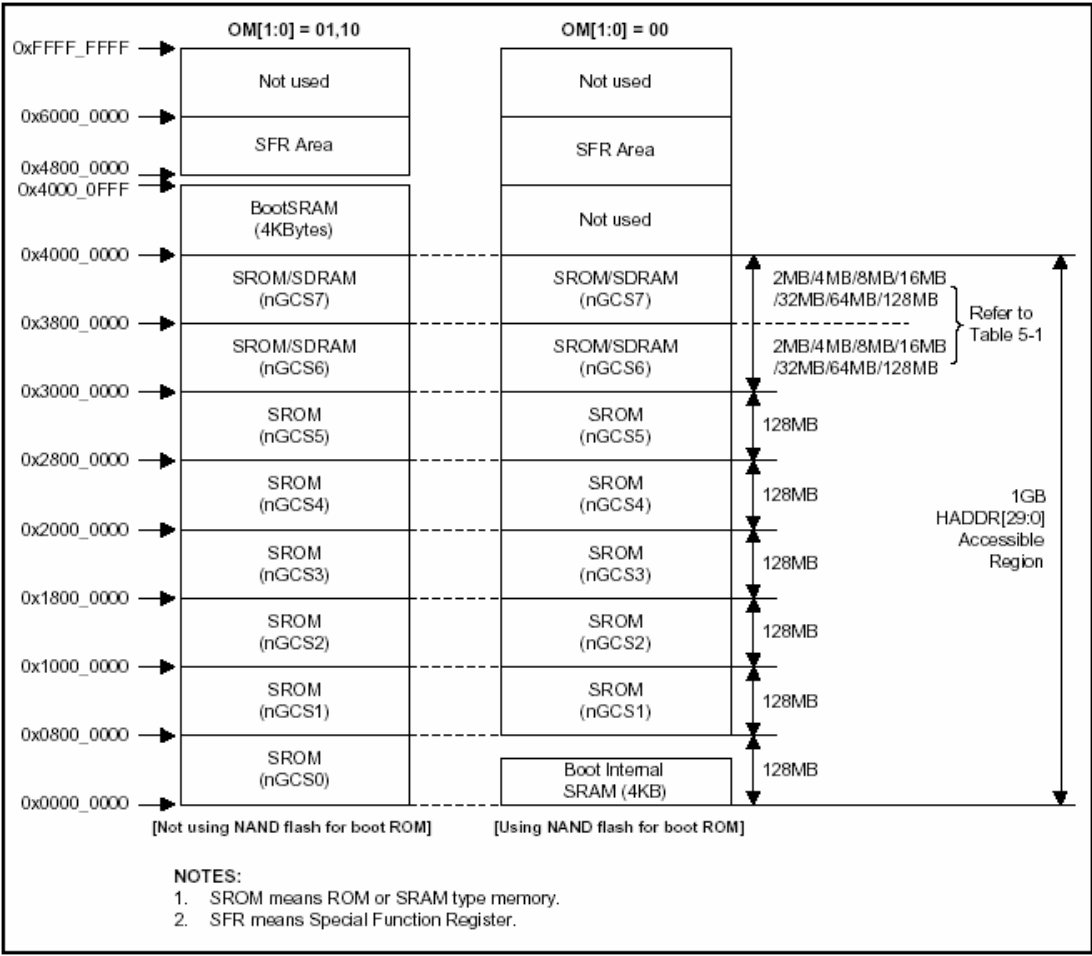 OM[1:0] = 01,10
OM[1:0] = 00
0xFFFF_FFFF
Not used
Not used
0x6000_0000
SFR Area
SFR Area
0x4800_0000
0x4000_0FFF
BootSRAM
(4KBytes)
Not used
0x4000_0000
SROM/SDRAM
(nGCS7)
SROM/SDRAM
(nGCS7)
2MB/4MB/8MB/16MB
/32MB/64MB/128MB
Refer to
Table 5-1
0x3800_0000
SROM/SDRAM
(nGCS6)
SROM/SDRAM
(nGCS6)
2MB/4MB/8MB/16MB
/32MB/64MB/128MB
0x3000_0000
SROM
(nGCS5)
SROM
(nGCS5)
128MB
0x2800_0000
SROM
(nGCS4)
SROM
(nGCS4)
128MB
1GB
HADDR[29:0]
Accessible
Region
0x2000_0000
SROM
(nGCS3)
SROM
(nGCS3)
128MB
0x1800_0000
SROM
(nGCS2)
SROM
(nGCS2)
128MB
0x1000_0000
SROM
(nGCS1)
SROM
(nGCS1)
128MB
0x0800_0000
SROM
(nGCS0)
Boot Internal
SRAM (4KB)
128MB
0x0000_0000
[Not using NAND flash for boot ROM]
[Using NAND flash for boot ROM]
NOTES:
1. SROM means ROM or SRAM type memory.
2. SFR means Special Function Register.